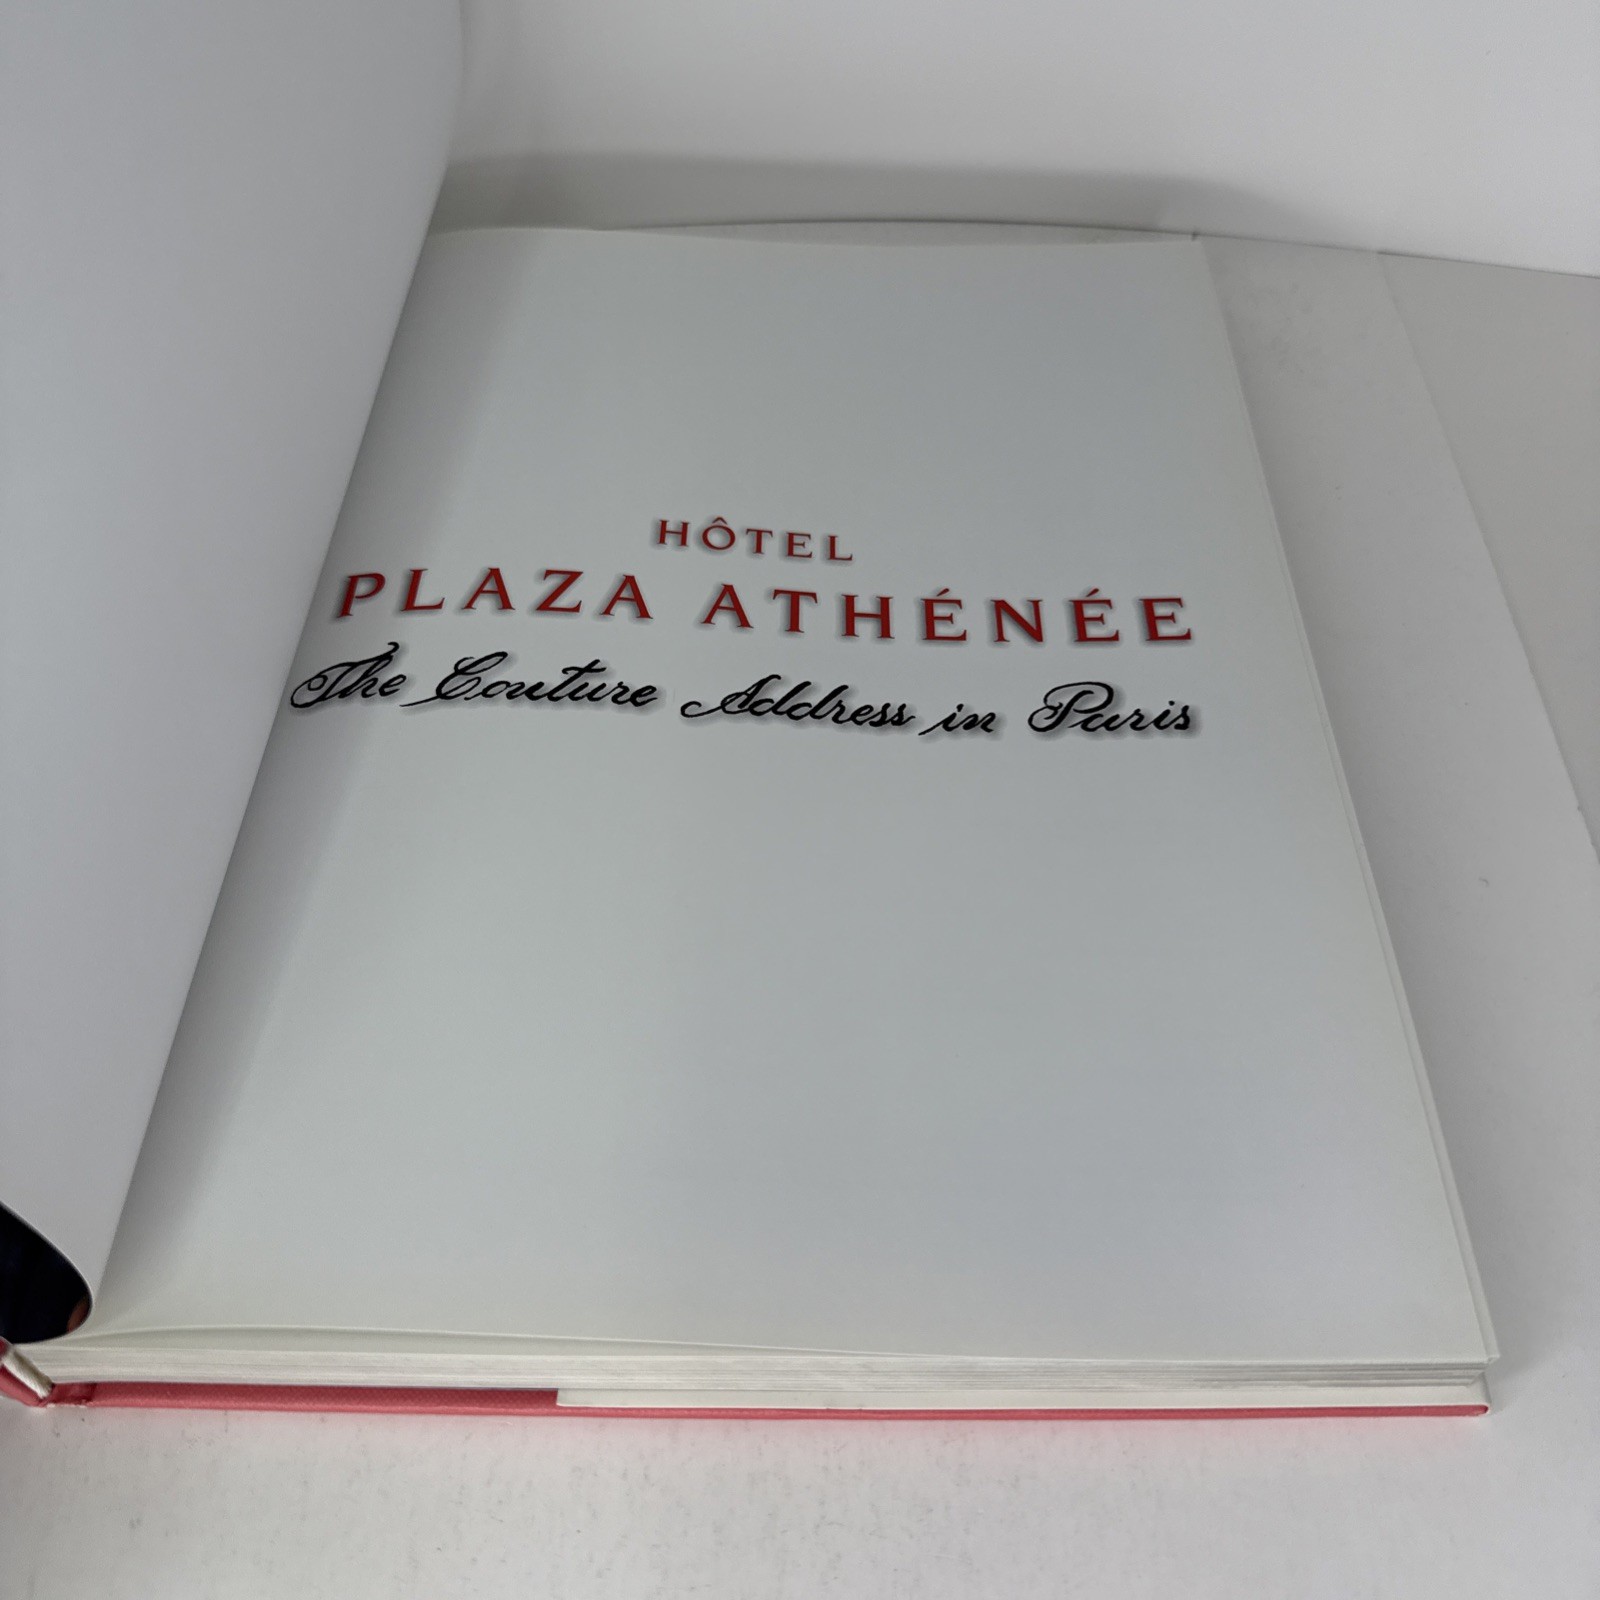 HÔTEL
PLAZA ATHÉNÉE
The Couture Address in Paris